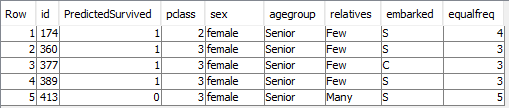 Row id PredictedSurvived pclass sex agegroup relatives embarked equalfreq
1 174 1 2 female Senior Few S 4
2 360 1 3 female Senior Few S 3
3 377 1 3 female Senior Few C 3
4 389 1 3 female Senior Few S 3
5 413 0 3 female Senior Many S 5